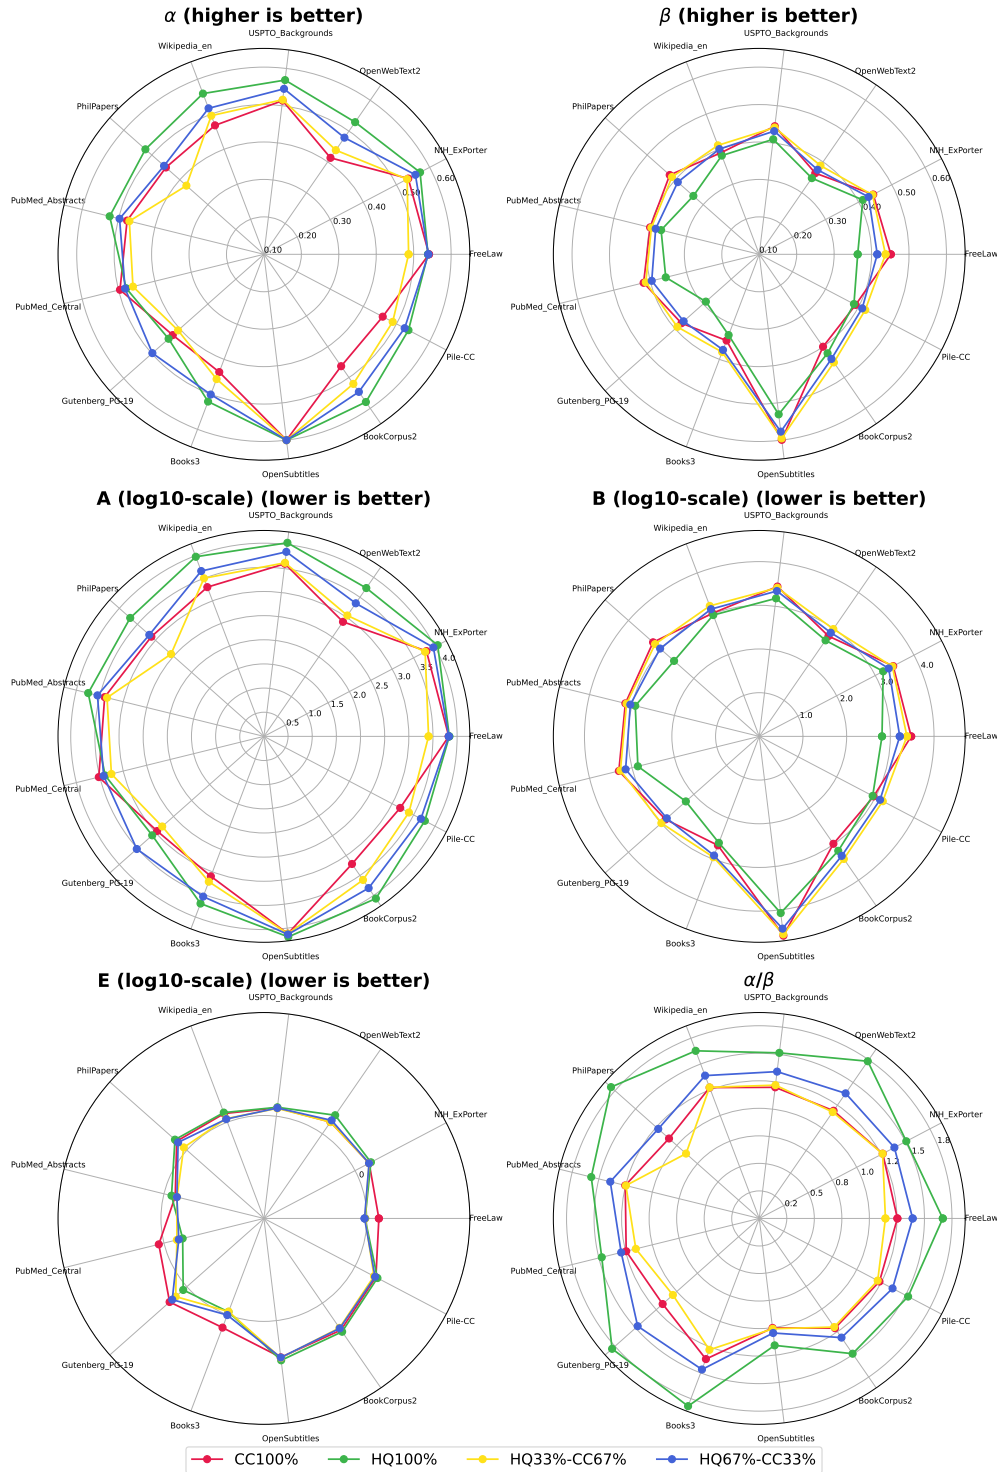 α (higher is better)
β (higher is better)
USPTO_Backgrounds
Wikipedia_en
OpenWebText2
PhilPapers
NIH_ExPorter
0.60
0.50
0.40
0.30
0.20
0.10
PubMed_Abstracts
FreeLaw
PubMed_Central
Pile-CC
Gutenberg_PG-19
BookCorpus2
Books3
OpenSubtitles
USPTO_Backgrounds
Wikipedia_en
OpenWebText2
PhilPapers
NIH_ExPorter
0.60
0.50
0.40
0.30
0.20
0.10
PubMed_Abstracts
FreeLaw
PubMed_Central
Pile-CC
Gutenberg_PG-19
BookCorpus2
Books3
OpenSubtitles
A (log10-scale) (lower is better)
B (log10-scale) (lower is better)
USPTO_Backgrounds
Wikipedia_en
OpenWebText2
PhilPapers
NIH_ExPorter
4.0
3.5
3.0
2.5
2.0
1.5
1.0
0.5
PubMed_Abstracts
FreeLaw
PubMed_Central
Pile-CC
Gutenberg_PG-19
BookCorpus2
Books3
OpenSubtitles
USPTO_Backgrounds
Wikipedia_en
OpenWebText2
PhilPapers
NIH_ExPorter
4.0
3.0
2.0
1.0
PubMed_Abstracts
FreeLaw
PubMed_Central
Pile-CC
Gutenberg_PG-19
BookCorpus2
Books3
OpenSubtitles
E (log10-scale) (lower is better)
α/β
USPTO_Backgrounds
Wikipedia_en
OpenWebText2
PhilPapers
NIH_ExPorter
0
PubMed_Abstracts
FreeLaw
PubMed_Central
Pile-CC
Gutenberg_PG-19
BookCorpus2
Books3
OpenSubtitles
USPTO_Backgrounds
Wikipedia_en
OpenWebText2
PhilPapers
NIH_ExPorter
1.8
1.5
1.2
1.0
0.8
0.5
0.2
PubMed_Abstracts
FreeLaw
PubMed_Central
Pile-CC
Gutenberg_PG-19
BookCorpus2
Books3
OpenSubtitles
CC100%
HQ100%
HQ33%-CC67%
HQ67%-CC33%